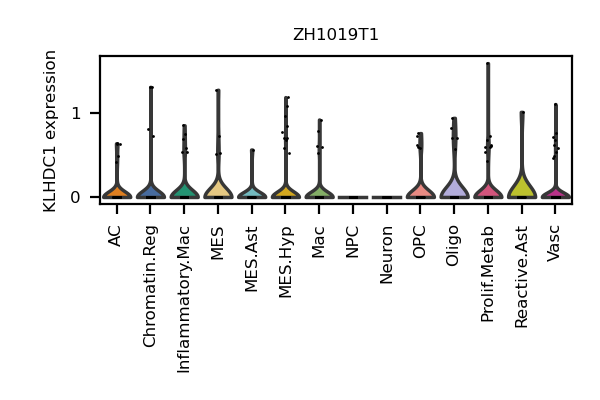 ZH1019T1
KLHDC1 expression
1
0
AC
Chromatin.Reg
Inflammatory.Mac
MES
MES.Ast
MES.Hyp
Mac
NPC
Neuron
OPC
Oligo
Prolif.Metab
Reactive.Ast
Vasc